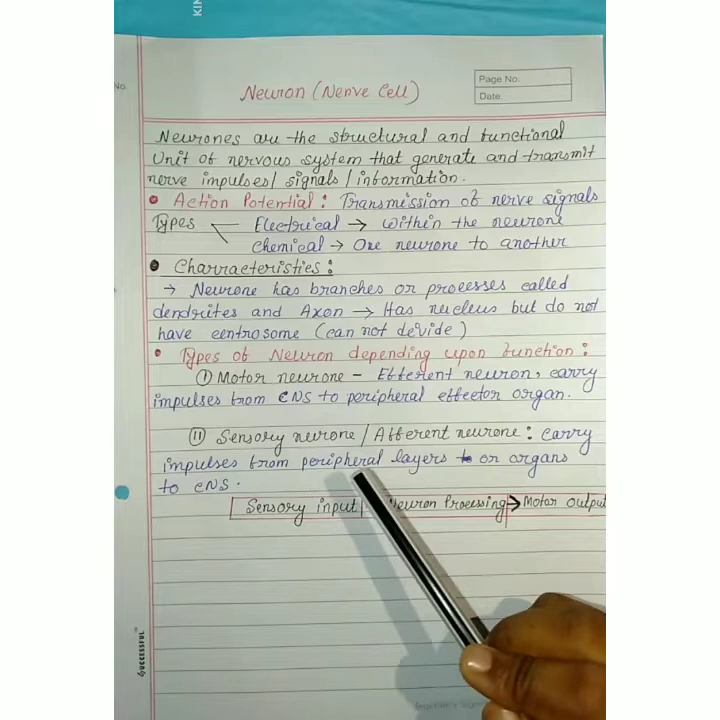 KIN
No.
Neuron (Nerve Cell)
Page No.
Date
Neurones are the structural and functional
Unit of nervous system that generate and transmit
nerve impulses/ signals / information.
• Action Potential : Transmission of nerve signals
Types Electrical → Within the neurone
Chemical → One neurone to another
• Charracteristies :
→ Neurone has branches or processes called
dendrites and Axon → Has nucleus but do not
have centrosome (can not devide)
• Types of Neuron depending upon function :
(I) Motor neurone - Efferent neuron, carry
impulses from CNS to peripheral effector organ.
(II) Sensory neurone / Afferent neurone : Carry
impulses from peripheral layers or organs
to CNS.
Sensory input Neuron Processing → Motor output
SUCCESSFUL